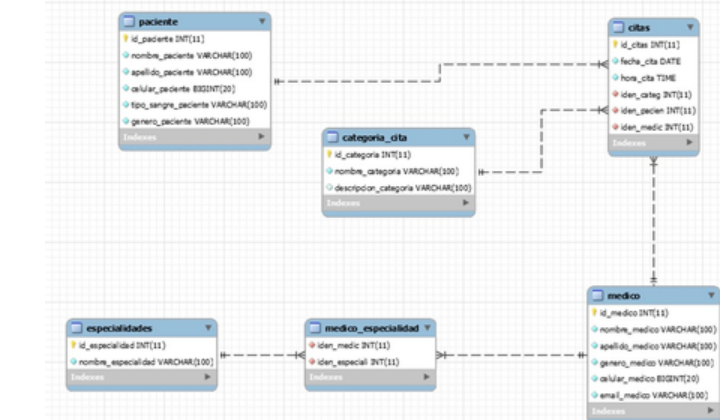 paciente
id_paciente INT(11)
nombre_paciente VARCHAR(100)
apellido_paciente VARCHAR(100)
celular_paciente BIGINT(20)
tipo_sangre_paciente VARCHAR(100)
genero_paciente VARCHAR(100)
Indexes
citas
id_citas INT(11)
fecha_cita DATE
hora_cita TIME
iden_categ INT(11)
iden_pacien INT(11)
iden_medic INT(11)
Indexes
categoria_cita
id_categoria INT(11)
nombre_categoria VARCHAR(100)
descripcion_categoria VARCHAR(100)
Indexes
especialidades
id_especialidad INT(11)
nombre_especialidad VARCHAR(100)
Indexes
medico_especialidad
iden_medic INT(11)
iden_especiali INT(11)
Indexes
medico
id_medico INT(11)
nombre_medico VARCHAR(100)
apellido_medico VARCHAR(100)
genero_medico VARCHAR(100)
celular_medico BIGINT(20)
email_medico VARCHAR(100)
Indexes